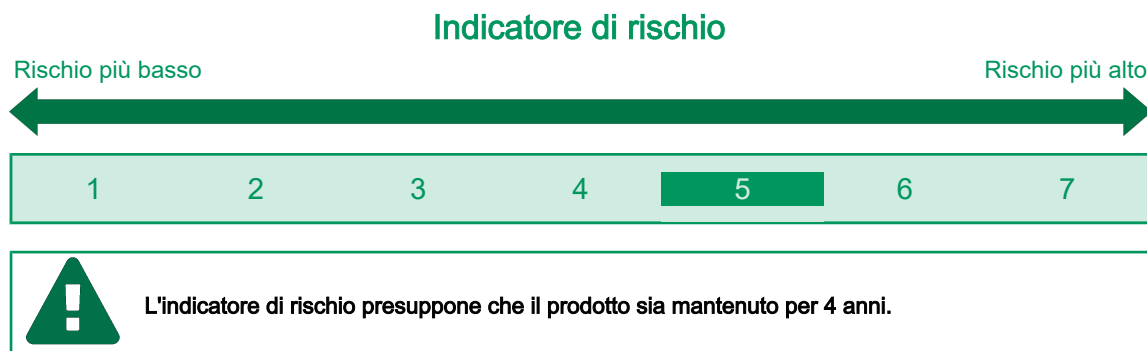 Indicatore di rischio
Rischio più basso Rischio più alto
1 2 3 4 5 6 7
L'indicatore di rischio presuppone che il prodotto sia mantenuto per 4 anni.